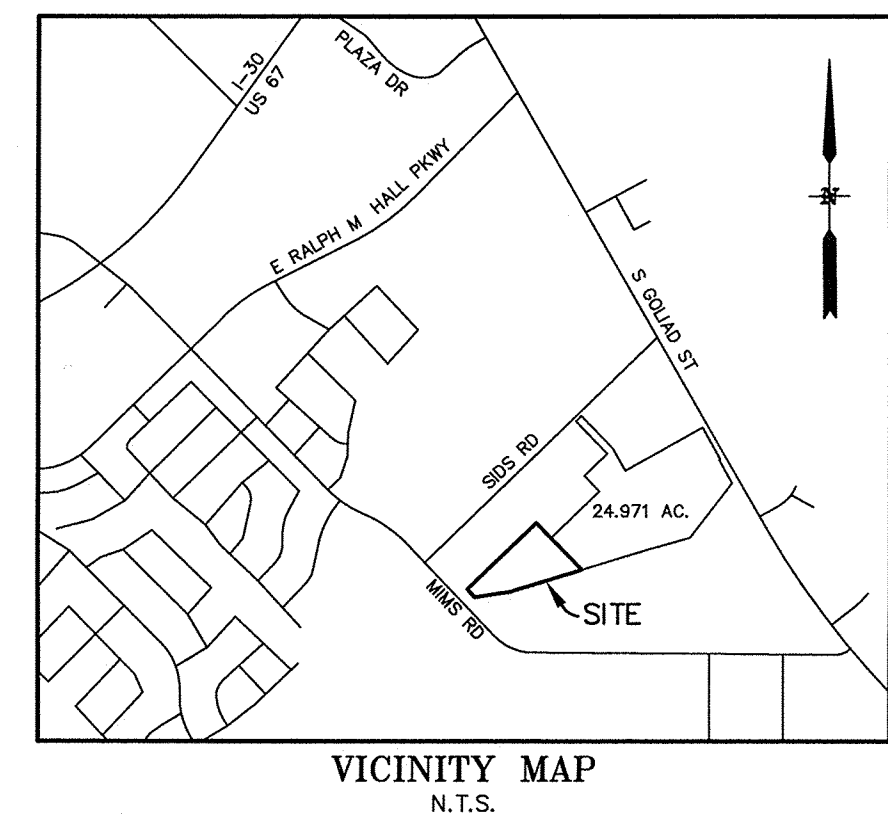 PLAZA DR
I-30
US 67
E RALPH M HALL PKWY
N
S GOLIAD ST
SIDS RD
24.971 AC.
MIMS RD
SITE
VICINITY MAP
N.T.S.